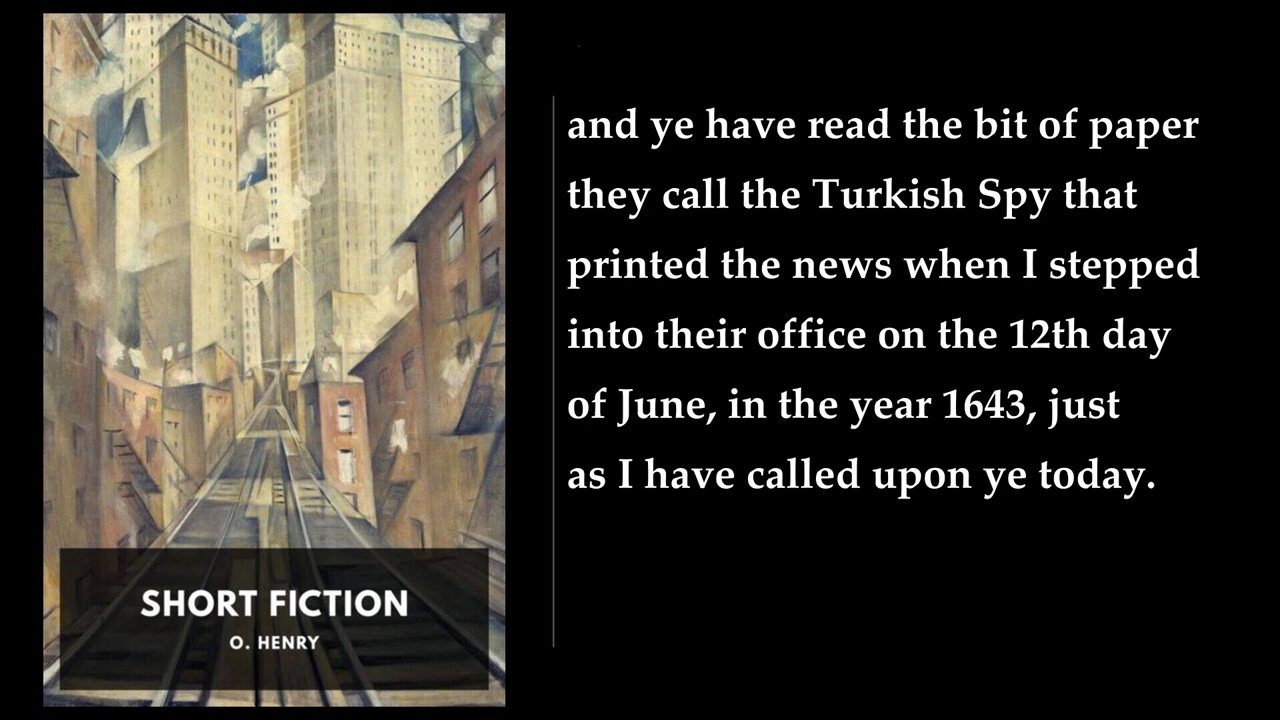 and ye have read the bit of paper
they call the Turkish Spy that
printed the news when I stepped
into their office on the 12th day
of June, in the year 1643, just
as I have called upon ye today.
SHORT FICTION
O. HENRY